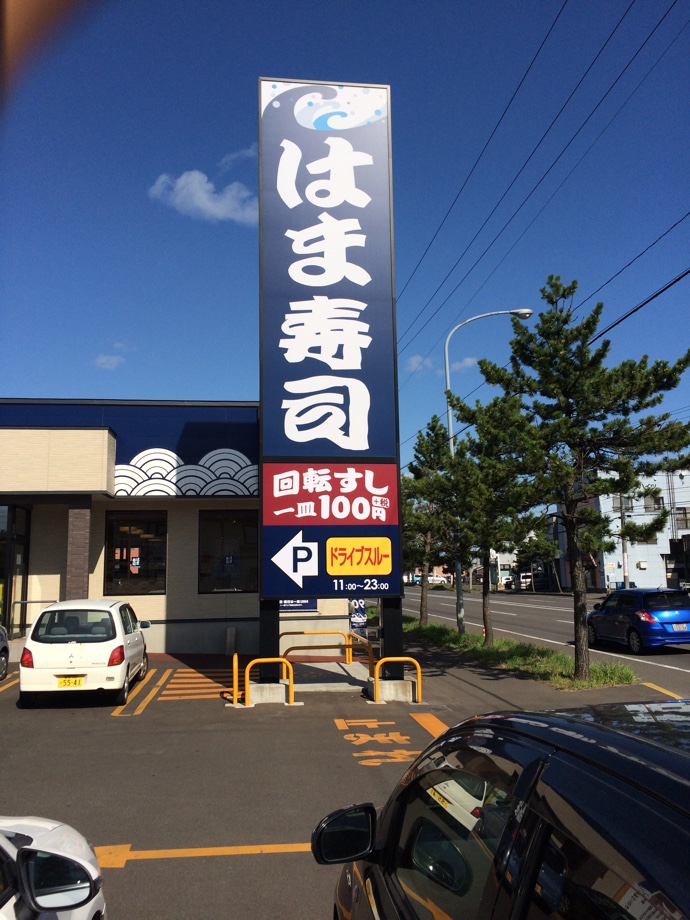 はま寿司
回転すし
一皿100円+税
P
ドライブスルー
11:00〜23:00
55-41